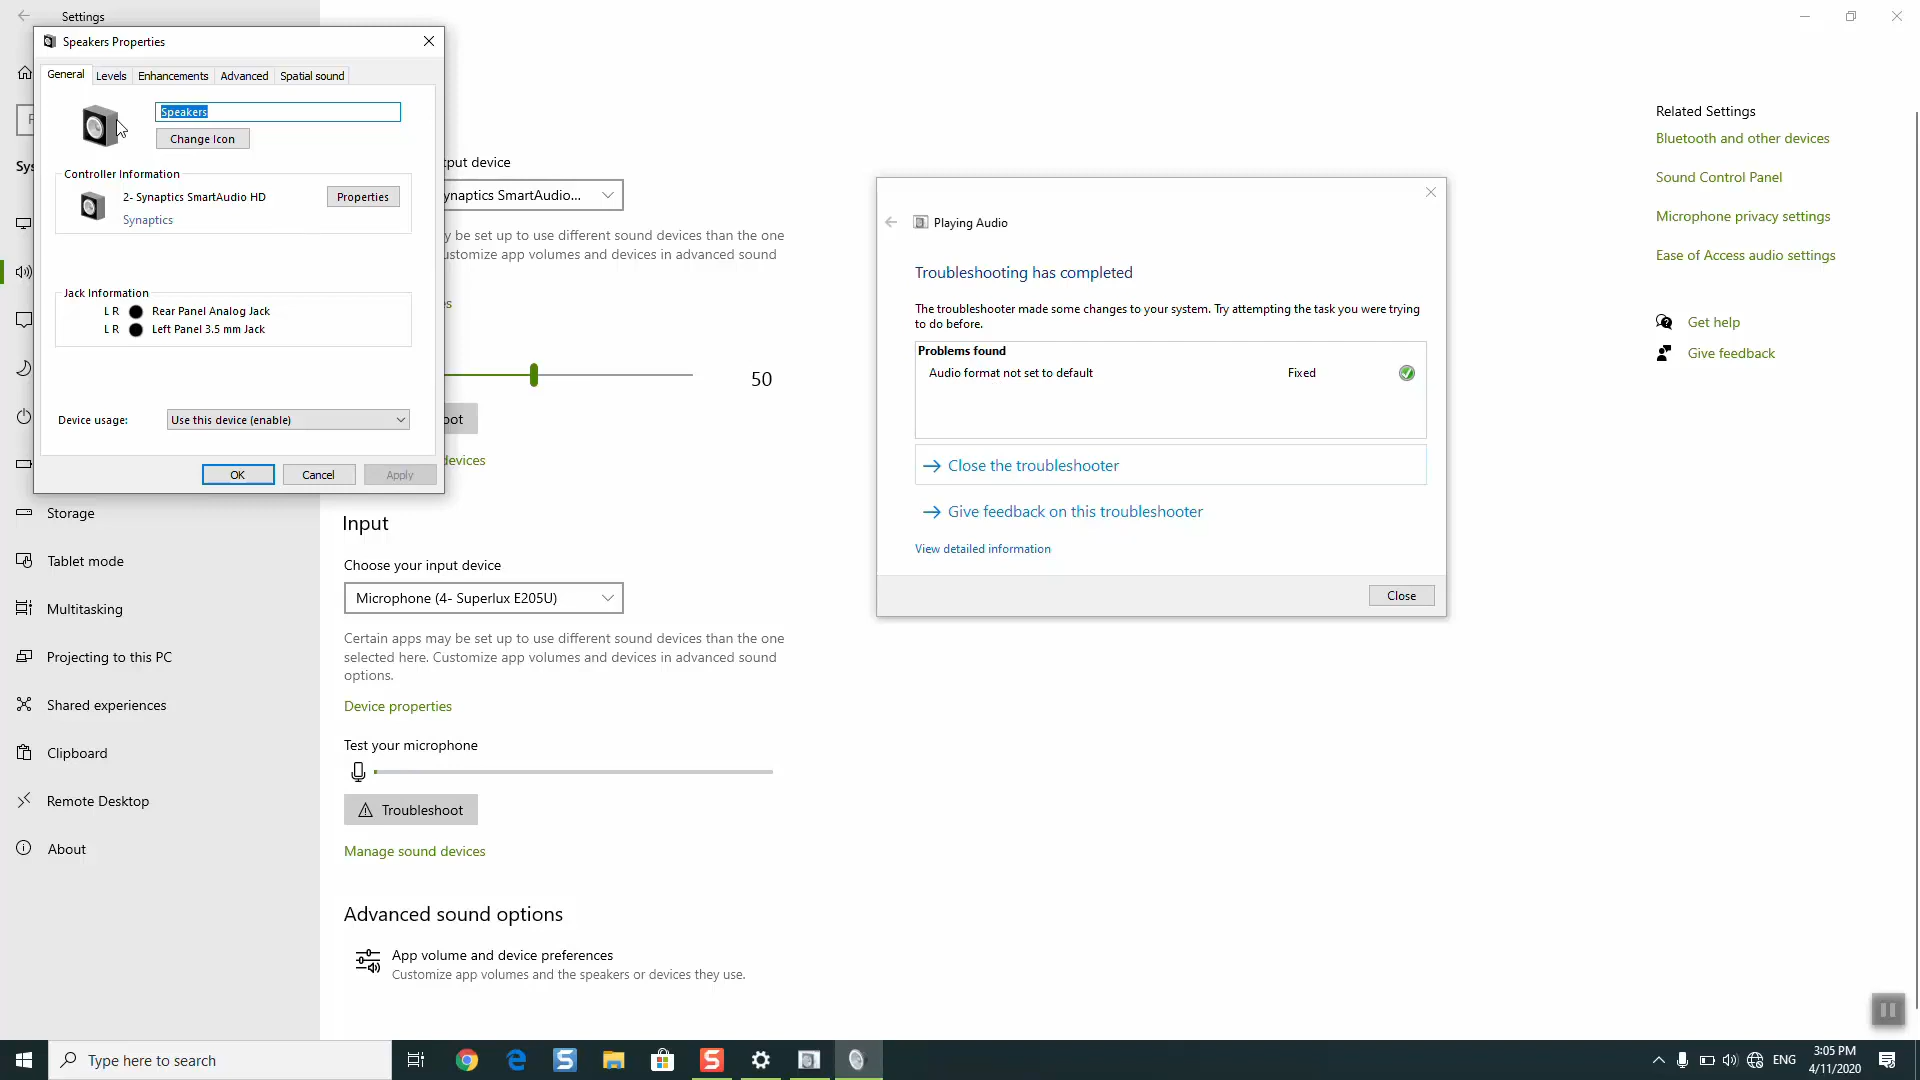 Settings
Speakers Properties
General
Levels
Enhancements
Advanced
Spatial sound
Speakers
Change Icon
Controller Information
2- Synaptics SmartAudio HD
Properties
Synaptics
Jack Information
L R Rear Panel Analog Jack
L R Left Panel 3.5 mm Jack
Device usage:
Use this device (enable)
OK
Cancel
Apply
Sys
Storage
Tablet mode
Multitasking
Projecting to this PC
Shared experiences
Clipboard
Remote Desktop
About
tput device
ynaptics SmartAudio...
y be set up to use different sound devices than the one
ustomize app volumes and devices in advanced sound
es
50
oot
devices
Input
Choose your input device
Microphone (4- Superlux E205U)
Certain apps may be set up to use different sound devices than the one
selected here. Customize app volumes and devices in advanced sound
options.
Device properties
Test your microphone
Troubleshoot
Manage sound devices
Advanced sound options
App volume and device preferences
Customize app volumes and the speakers or devices they use.
Playing Audio
Troubleshooting has completed
The troubleshooter made some changes to your system. Try attempting the task you were trying
to do before.
Problems found
Audio format not set to default
Fixed
Close the troubleshooter
Give feedback on this troubleshooter
View detailed information
Close
Related Settings
Bluetooth and other devices
Sound Control Panel
Microphone privacy settings
Ease of Access audio settings
Get help
Give feedback
Type here to search
ENG
3:05 PM
4/11/2020